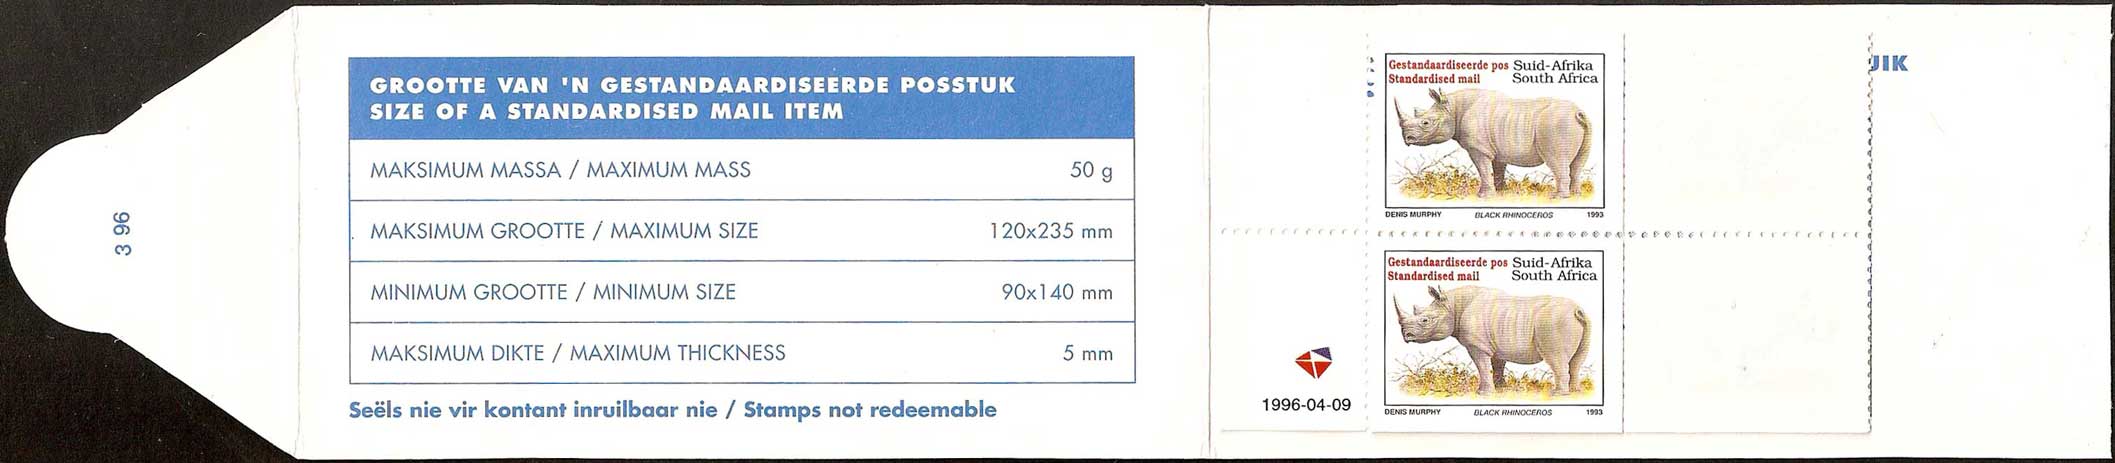 3 96
GROOTTE VAN 'N GESTANDAARDISEERDE POSSTUK
SIZE OF A STANDARDISED MAIL ITEM
MAKSIMUM MASSA / MAXIMUM MASS 50 g
MAKSIMUM GROOTTE / MAXIMUM SIZE 120x235 mm
MINIMUM GROOTTE / MINIMUM SIZE 90x140 mm
MAKSIMUM DIKTE / MAXIMUM THICKNESS 5 mm
Seëls nie vir kontant inruilbaar nie / Stamps not redeemable
1996-04-09
Gestandaardiseerde pos Suid-Afrika
Standardised mail South Africa
DENIS MURPHY BLACK RHINOCEROS 1993
Gestandaardiseerde pos Suid-Afrika
Standardised mail South Africa
DENIS MURPHY BLACK RHINOCEROS 1993